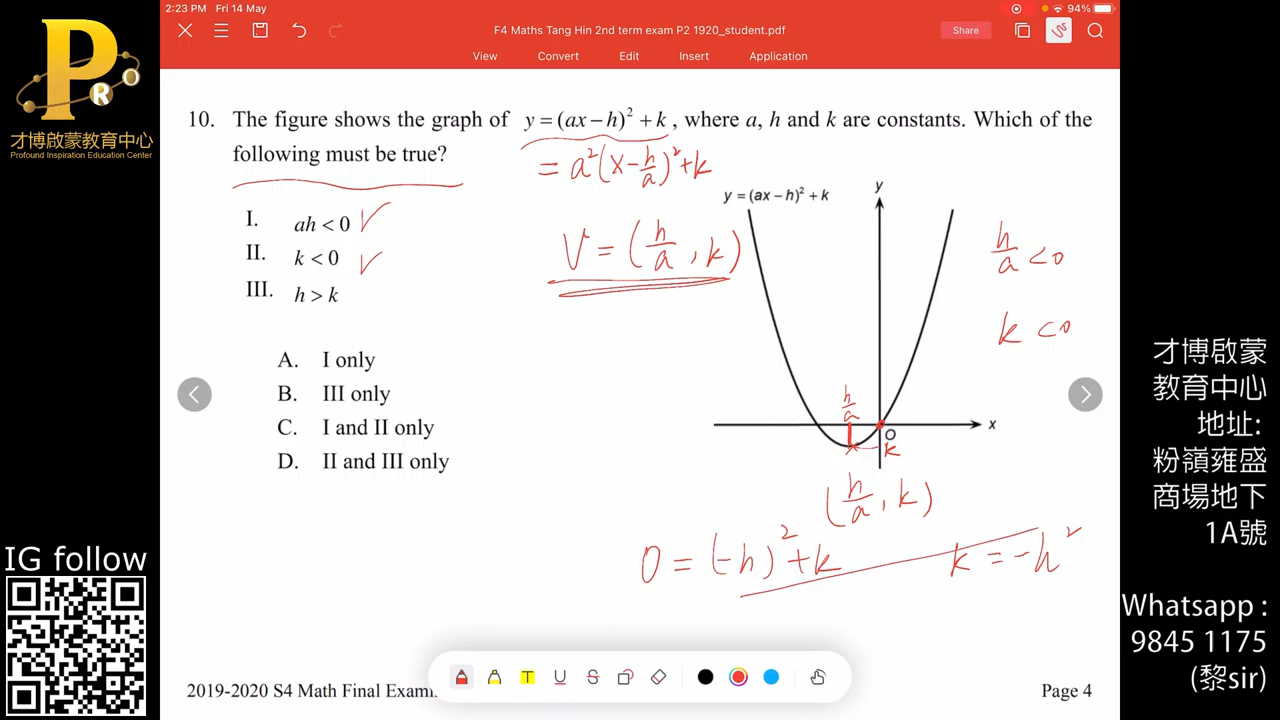 2:23 PM Fri 14 May
94%
F4 Maths Tang Hin 2nd term exam P2 1920_student.pdf
Share
View Convert Edit Insert Application
PRO
才博啟蒙教育中心
Profound Inspiration Education Center
10. The figure shows the graph of y = (ax − h)² + k, where a, h and k are constants. Which of the
following must be true?
= a²(x − h/a)² + k
I. ah < 0 ✓
II. k < 0 ✓
III. h > k
V = (h/a, k)
y = (ax − h)² + k
y
h/a < 0
k < 0
A. I only
B. III only
C. I and II only
D. II and III only
h/a
x
O
k
(h/a, k)
0 = (−h)² + k
k = −h²
才博啟蒙
教育中心
地址:
粉嶺雍盛
商場地下
1A號
Whatsapp :
9845 1175
(黎sir)
IG follow
T U S
2019-2020 S4 Math Final Exami
Page 4